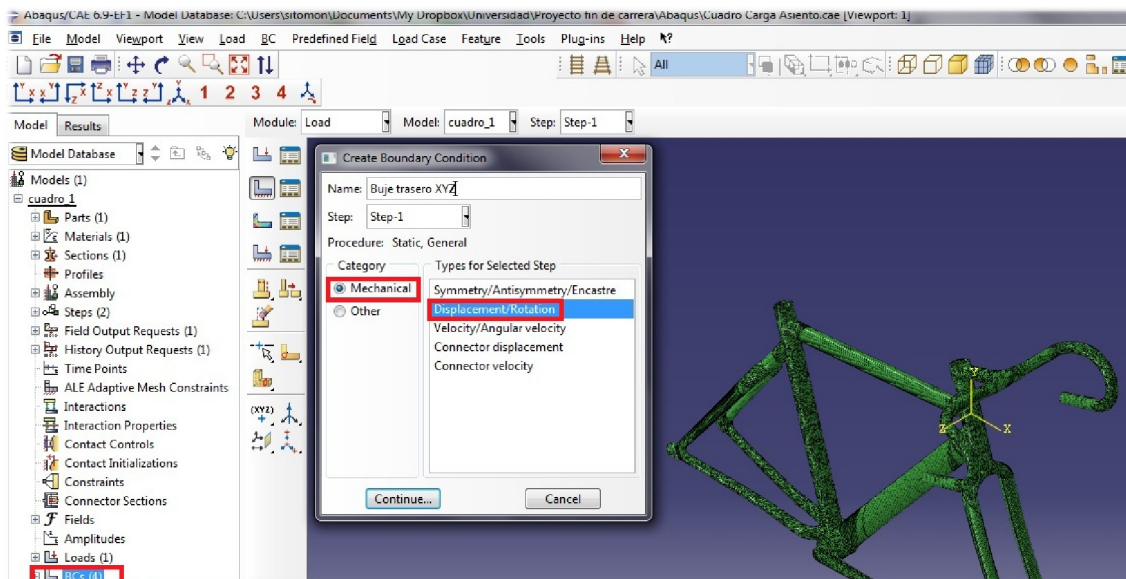 Abaqus/CAE 6.9-EF1 - Model Database: C:\Users\sitomon\Documents\My Dropbox\Universidad\Proyecto fin de carrera\Abaqus\Cuadro Carga Asiento.cae [Viewport: 1]
File Model Viewport View Load BC Predefined Field Load Case Feature Tools Plug-ins Help
All
1 2 3 4
Model Results
Module: Load Model: cuadro_1 Step: Step-1
Model Database
Models (1)
cuadro_1
Parts (1)
Materials (1)
Sections (1)
Profiles
Assembly
Steps (2)
Field Output Requests (1)
History Output Requests (1)
Time Points
ALE Adaptive Mesh Constraints
Interactions
Interaction Properties
Contact Controls
Contact Initializations
Constraints
Connector Sections
Fields
Amplitudes
Loads (1)
BCs (4)
(XYZ)
Create Boundary Condition
Name: Buje trasero XYZ
Step: Step-1
Procedure: Static, General
Category
Mechanical
Other
Types for Selected Step
Symmetry/Antisymmetry/Encastre
Displacement/Rotation
Velocity/Angular velocity
Connector displacement
Connector velocity
Continue... Cancel
Y
Z X